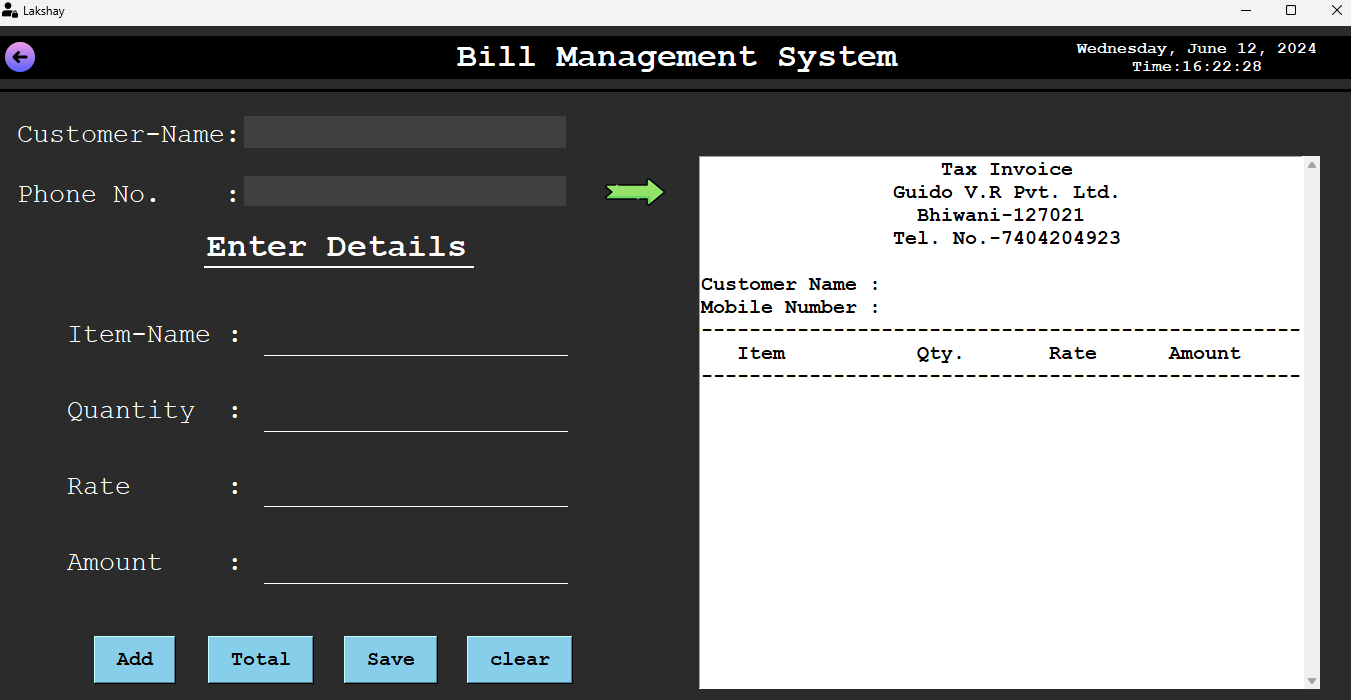 Lakshay
Bill Management System
Wednesday, June 12, 2024
Time:16:22:28
Customer-Name:
Phone No. :
Enter Details
Item-Name :
Quantity :
Rate :
Amount :
Add Total Save clear
Tax Invoice
Guido V.R Pvt. Ltd.
Bhiwani-127021
Tel. No.-7404204923
Customer Name :
Mobile Number :
--------------------------------------------------
Item Qty. Rate Amount
--------------------------------------------------